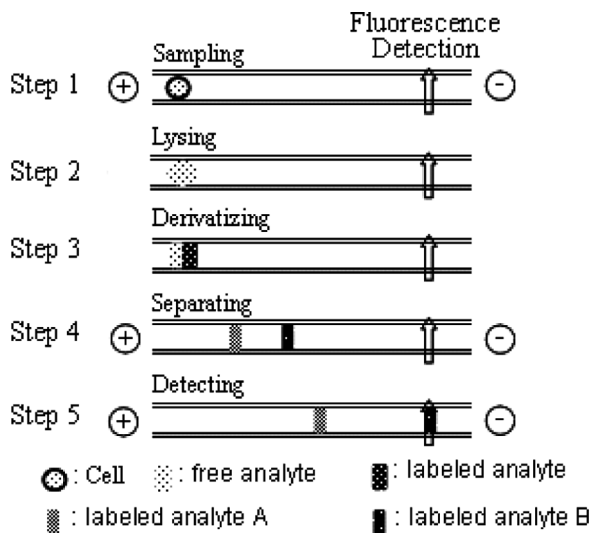 Fluorescence
Detection
Sampling
Step 1 + -
Lysing
Step 2
Derivatizing
Step 3
Separating
Step 4 + -
Detecting
Step 5 + -
: Cell : free analyte : labeled analyte
: labeled analyte A : labeled analyte B